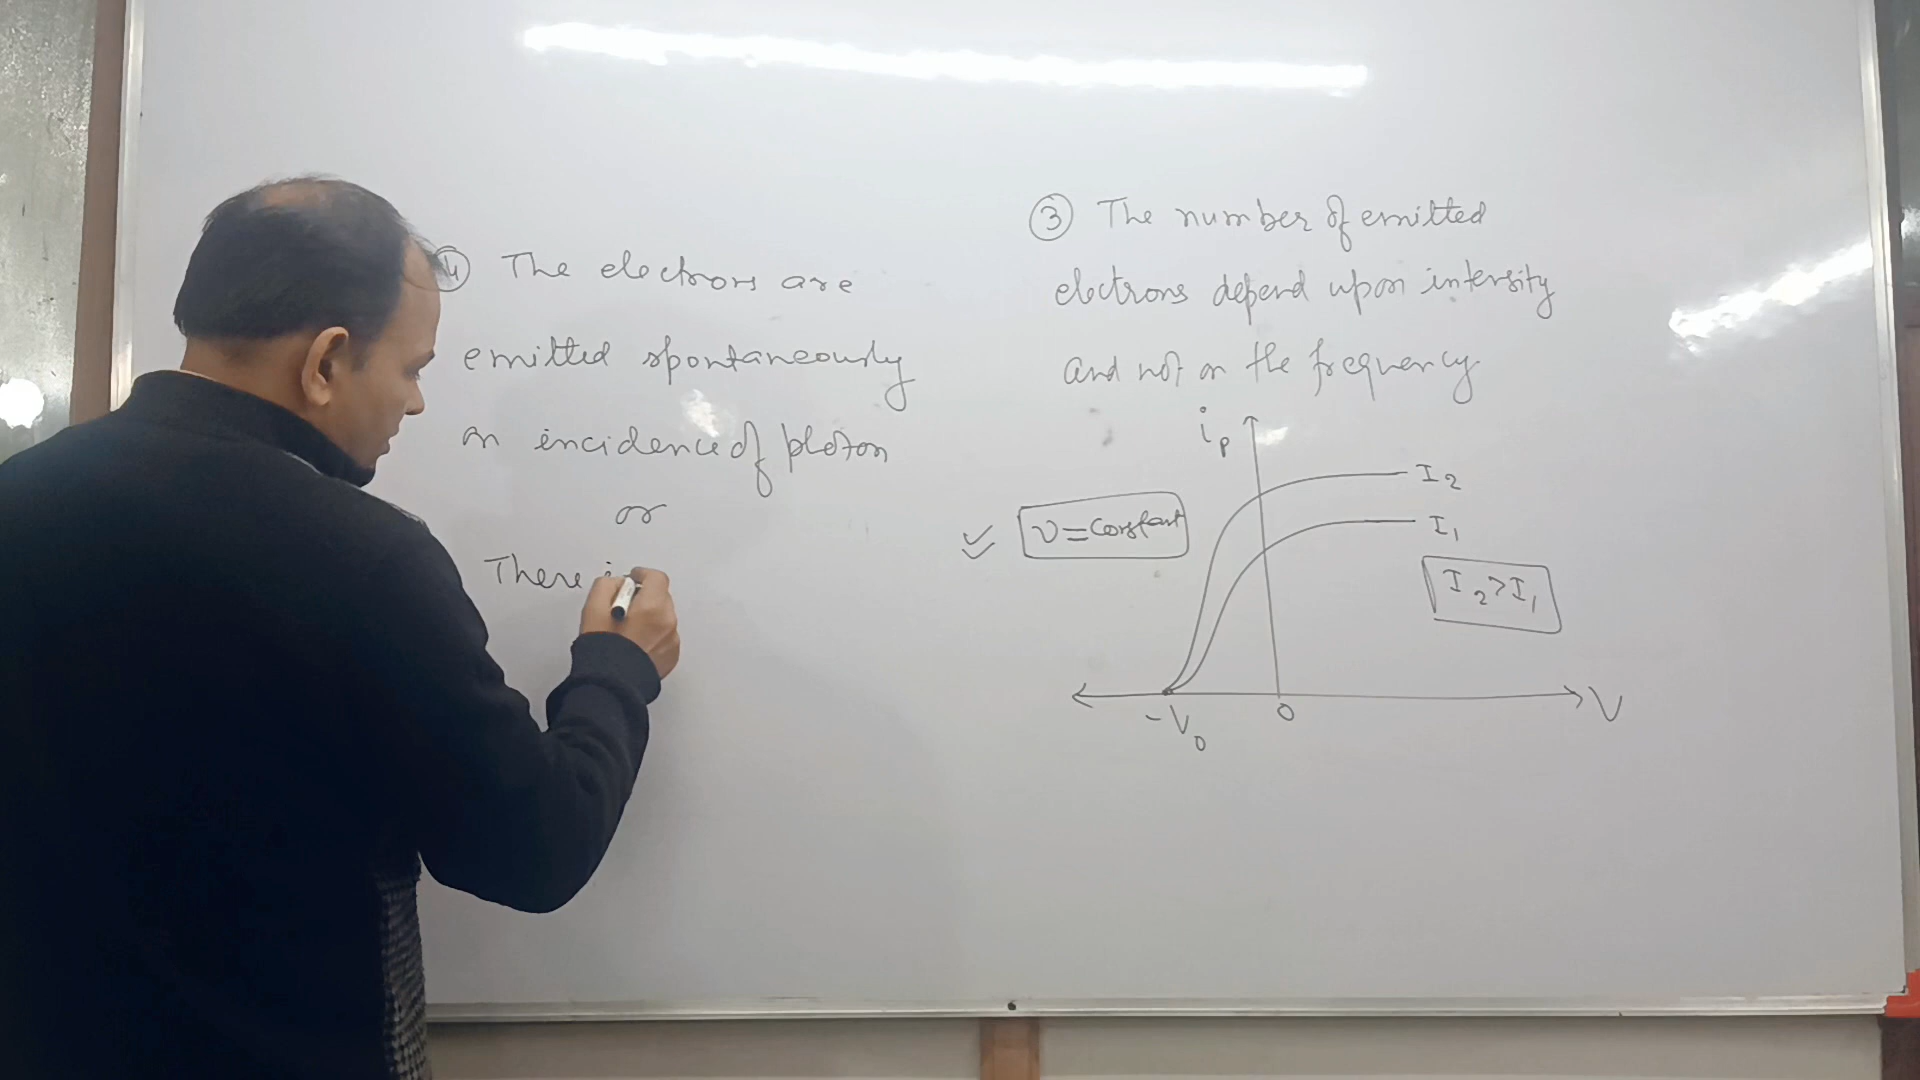 ④ The electrons are
emitted spontaneously
on incidence of photon
or
There i
③ The number of emitted
electrons depend upon intensity
and not on the frequency
iₚ
I₂
I₁
ν = constant
I₂ > I₁
-V₀
0
V